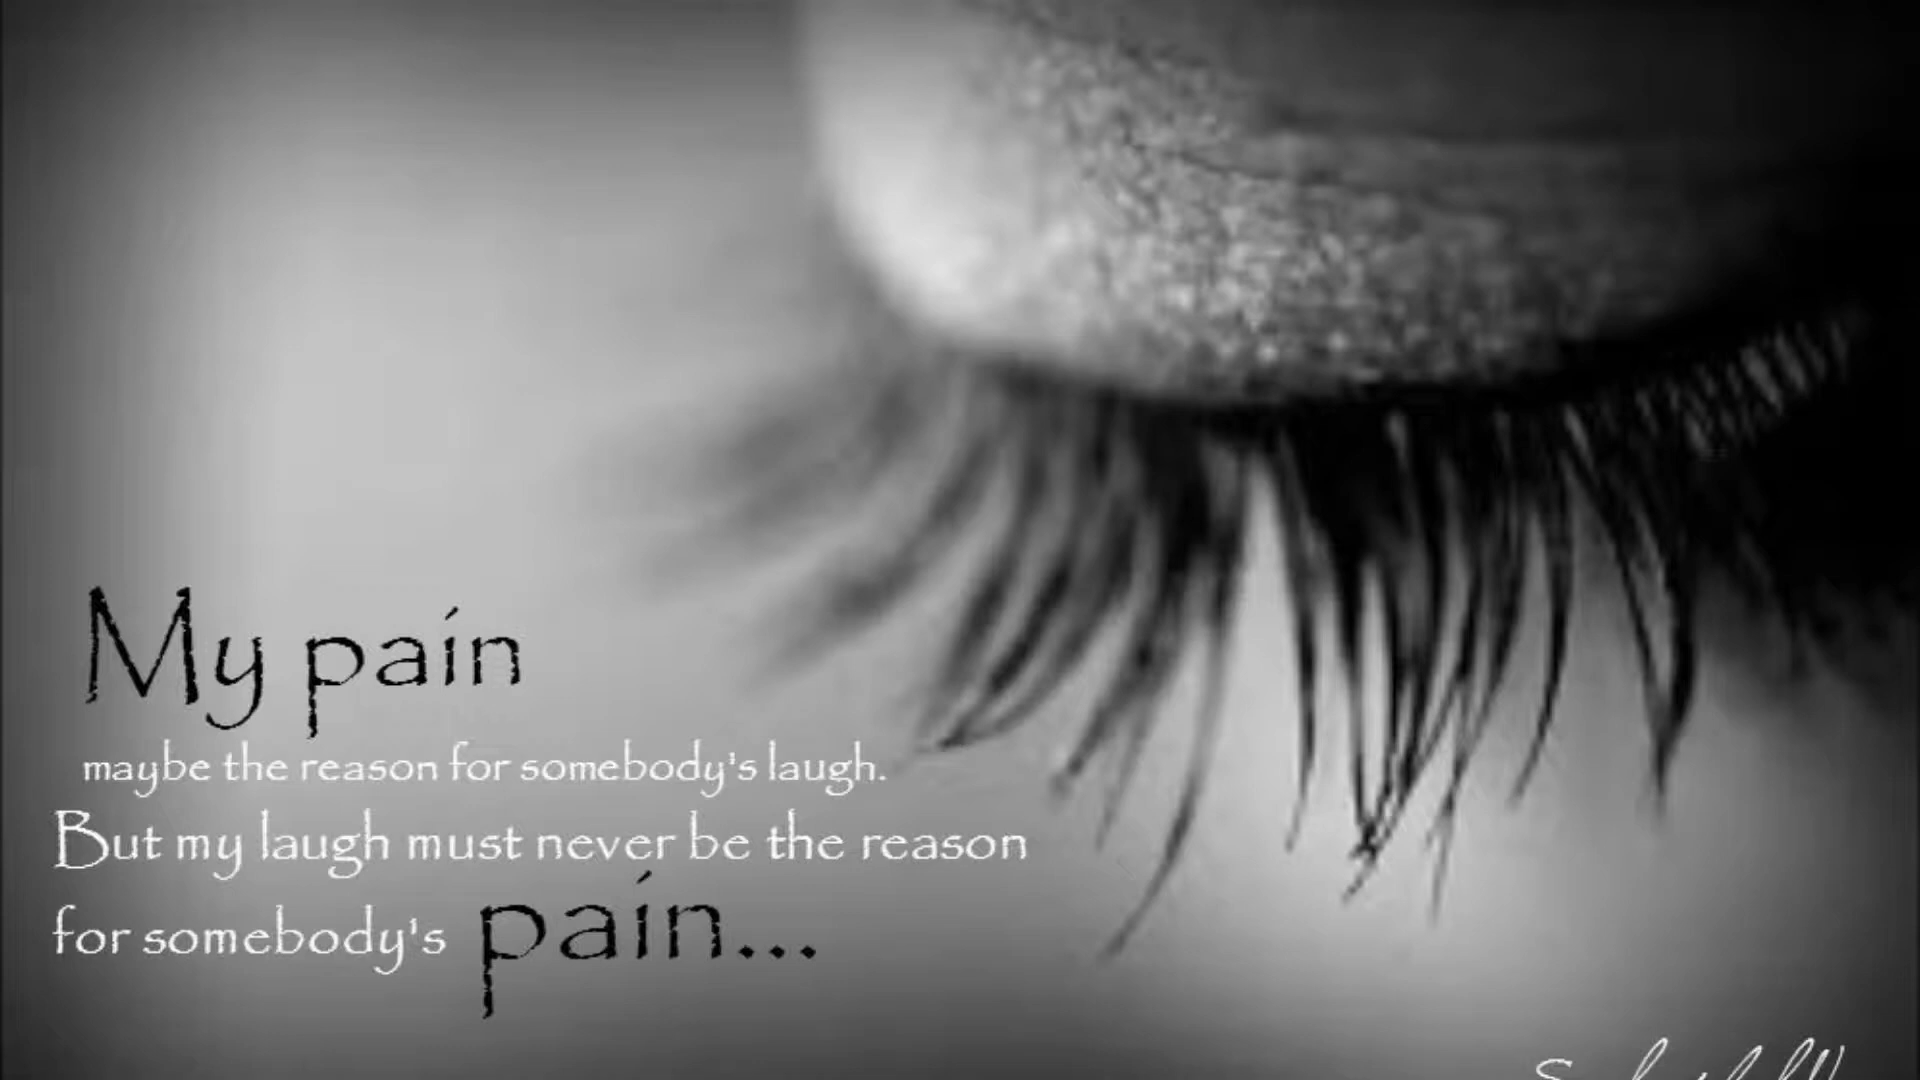 My pain
maybe the reason for somebody's laugh.
But my laugh must never be the reason
for somebody's pain...